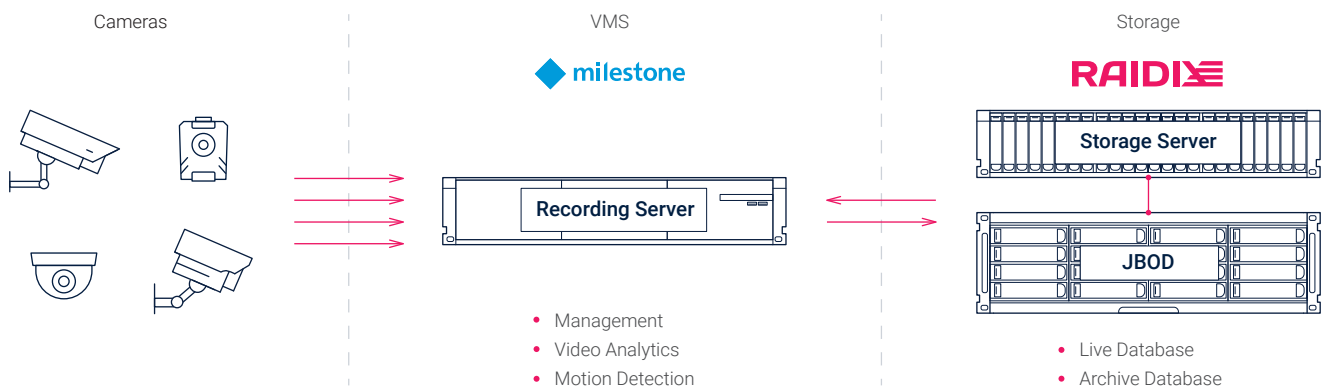 Cameras
VMS
Storage
milestone
RAIDIX
Recording Server
Storage Server
JBOD
Management
Video Analytics
Motion Detection
Live Database
Archive Database